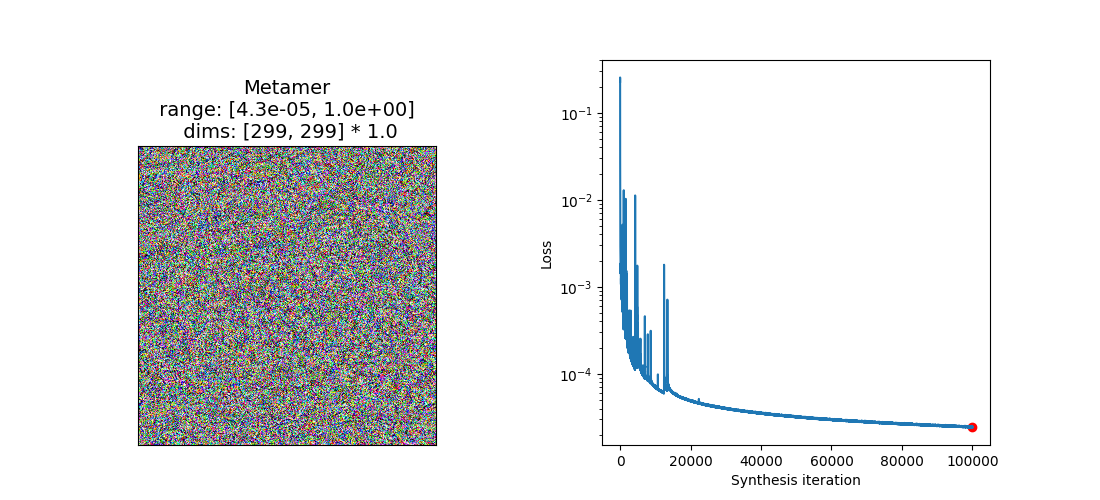 Metamer
range: [4.3e-05, 1.0e+00]
dims: [299, 299] * 1.0
Loss
10⁻¹
10⁻²
10⁻³
10⁻⁴
0 20000 40000 60000 80000 100000
Synthesis iteration